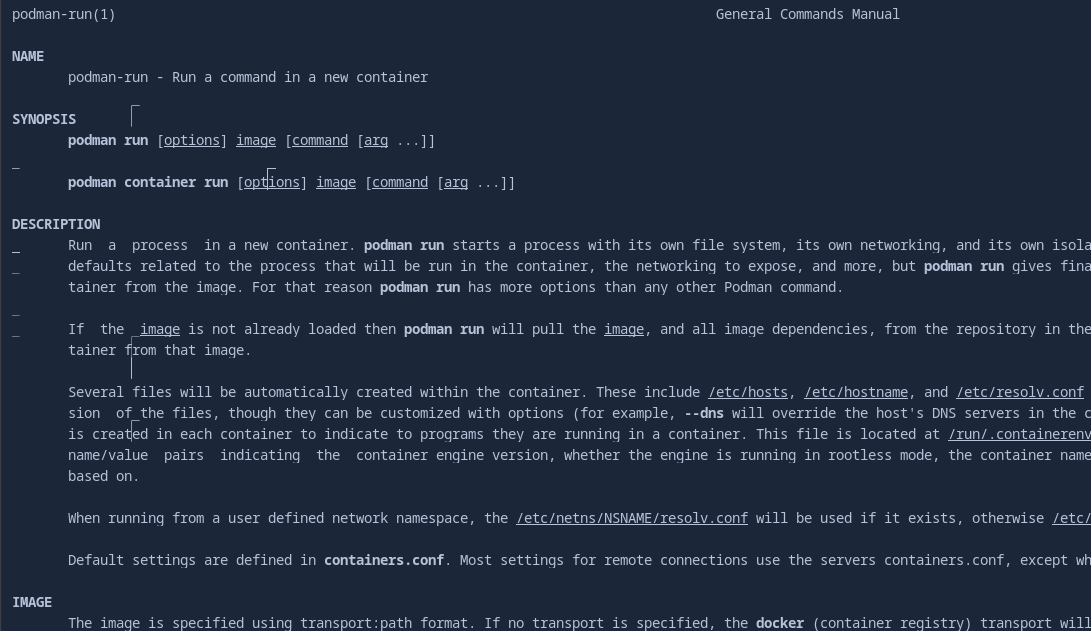 podman-run(1) General Commands Manual
NAME
podman-run - Run a command in a new container
SYNOPSIS
podman run [options] image [command [arg ...]]
podman container run [options] image [command [arg ...]]
DESCRIPTION
Run a process in a new container. podman run starts a process with its own file system, its own networking, and its own isola
defaults related to the process that will be run in the container, the networking to expose, and more, but podman run gives fina
tainer from the image. For that reason podman run has more options than any other Podman command.
If the image is not already loaded then podman run will pull the image, and all image dependencies, from the repository in the
tainer from that image.
Several files will be automatically created within the container. These include /etc/hosts, /etc/hostname, and /etc/resolv.conf
sion of the files, though they can be customized with options (for example, --dns will override the host's DNS servers in the c
is created in each container to indicate to programs they are running in a container. This file is located at /run/.containerenv
name/value pairs indicating the container engine version, whether the engine is running in rootless mode, the container name
based on.
When running from a user defined network namespace, the /etc/netns/NSNAME/resolv.conf will be used if it exists, otherwise /etc/
Default settings are defined in containers.conf. Most settings for remote connections use the servers containers.conf, except wh
IMAGE
The image is specified using transport:path format. If no transport is specified, the docker (container registry) transport will